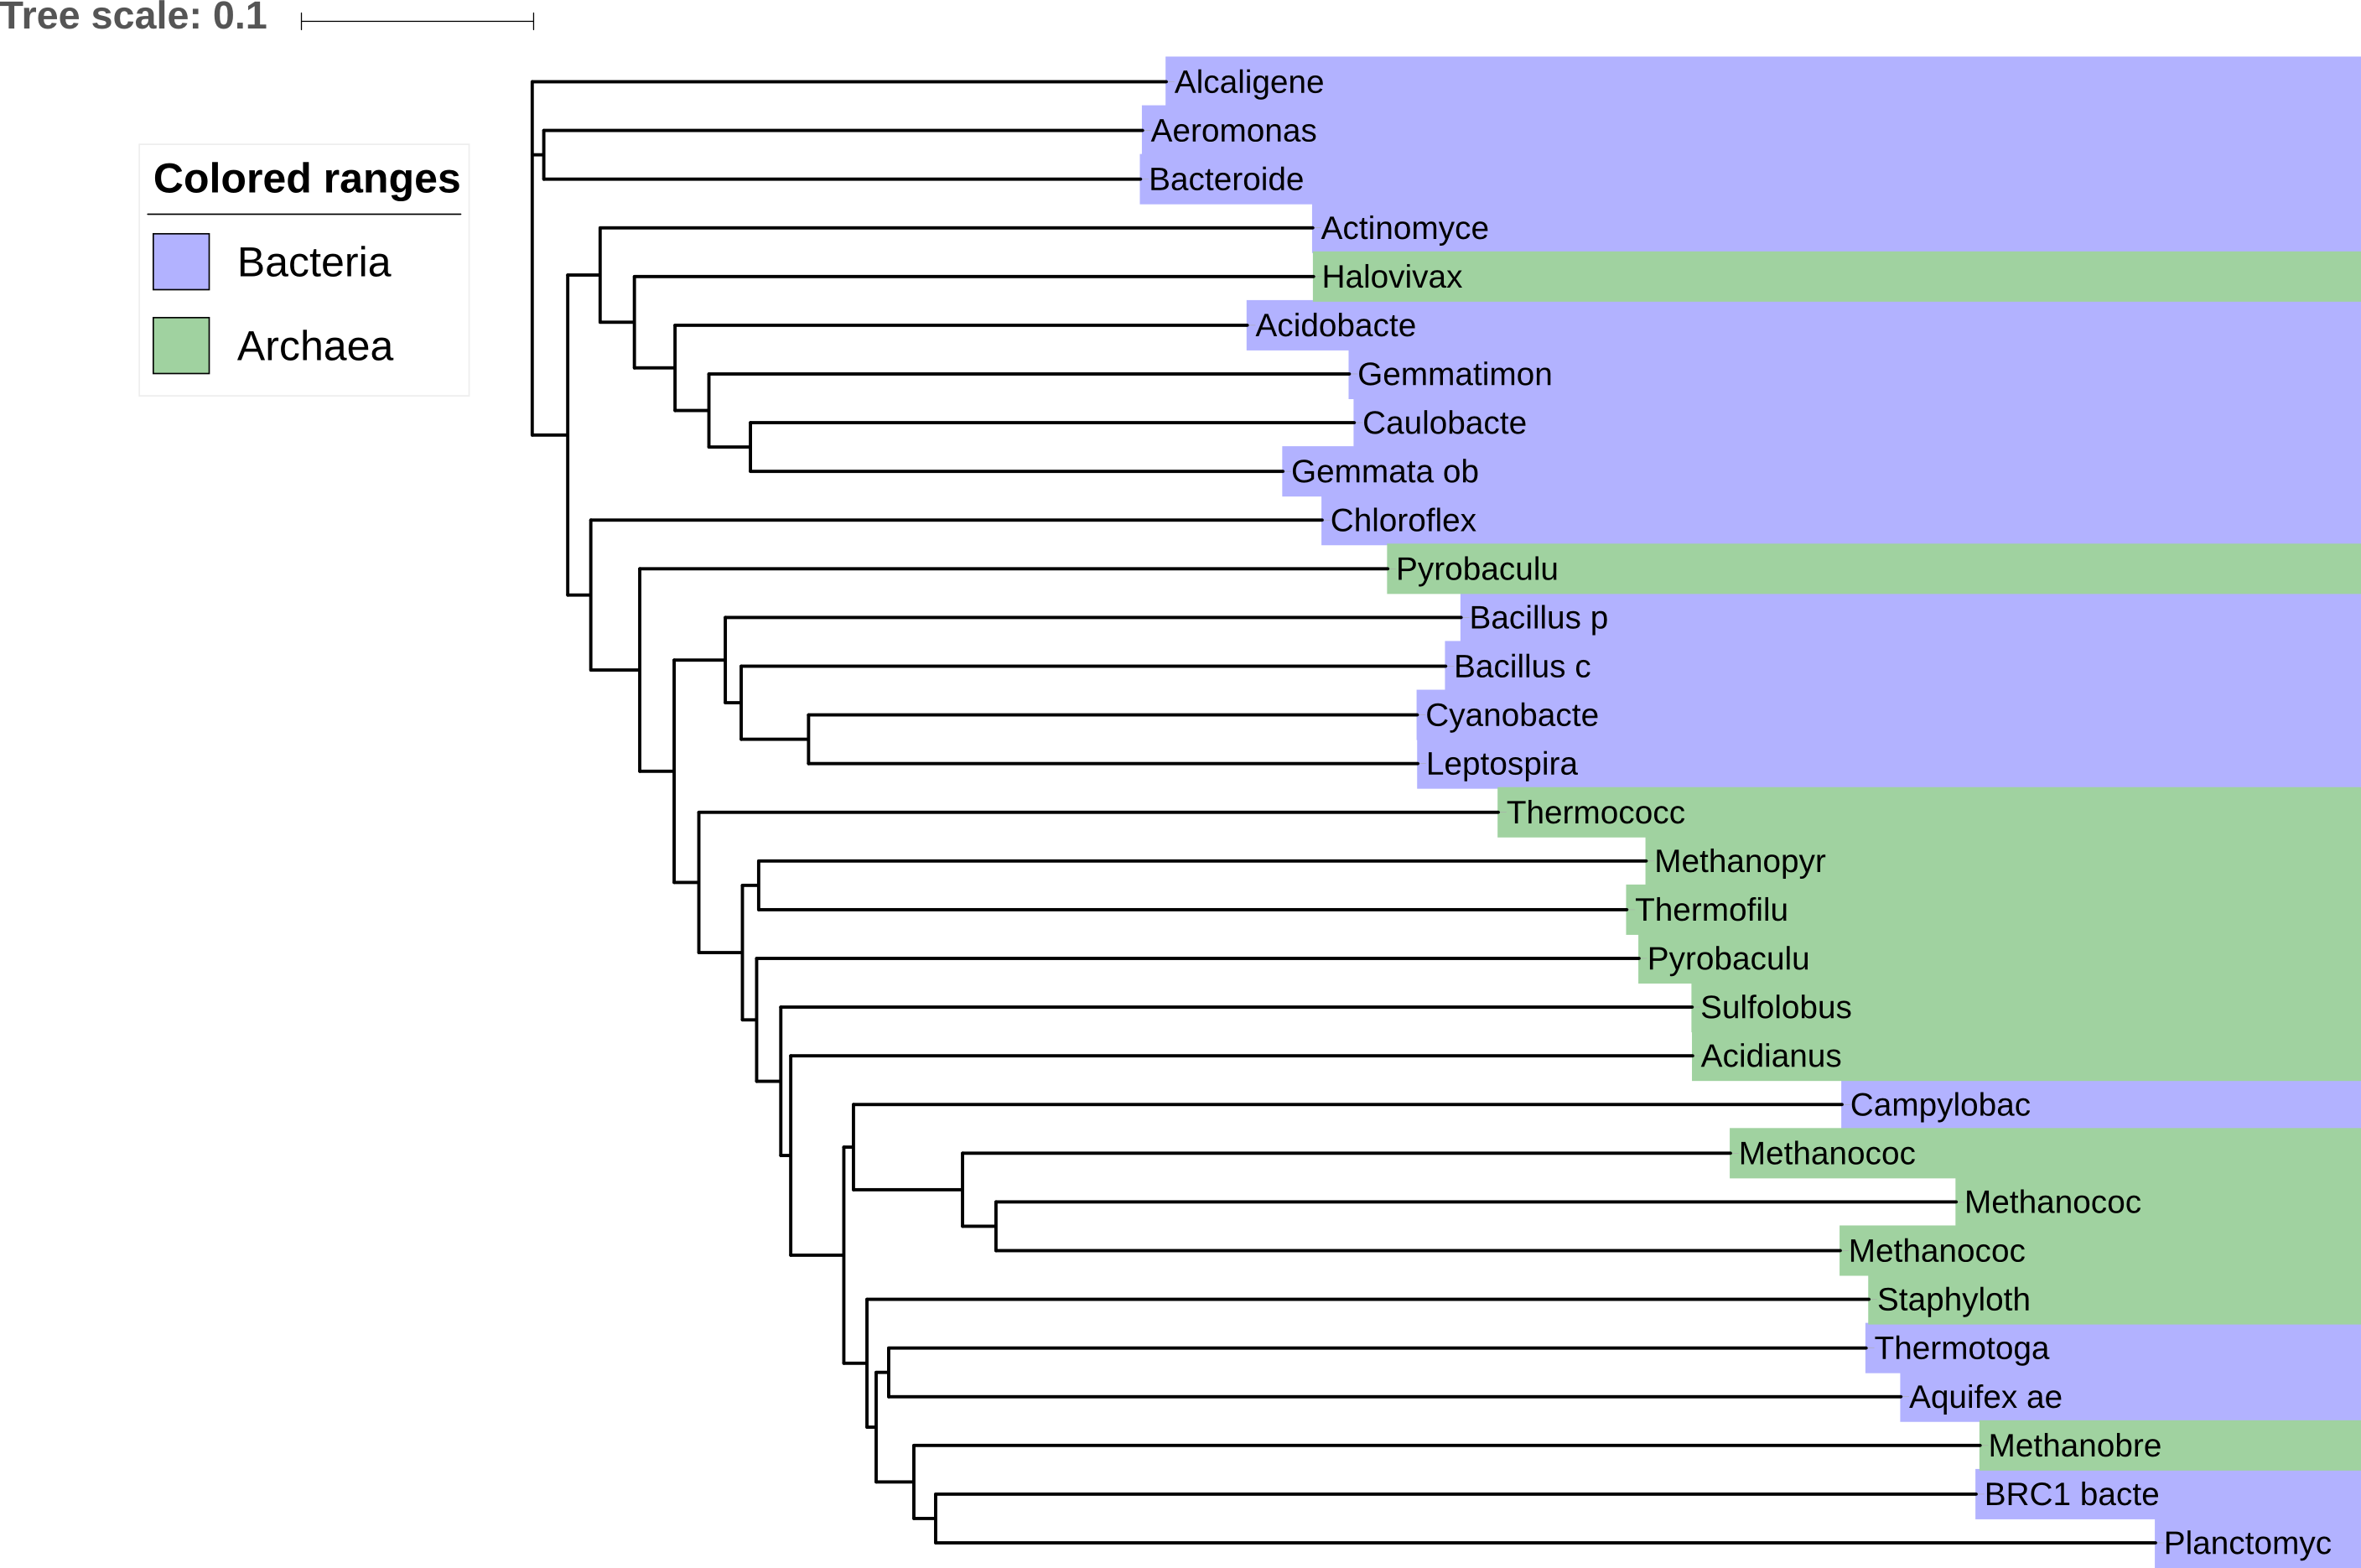 Tree scale: 0.1
Colored ranges
Bacteria
Archaea
Alcaligene
Aeromonas
Bacteroide
Actinomyce
Halovivax
Acidobacte
Gemmatimon
Caulobacte
Gemmata ob
Chloroflex
Pyrobaculu
Bacillus p
Bacillus c
Cyanobacte
Leptospira
Thermococc
Methanopyr
Thermofilu
Pyrobaculu
Sulfolobus
Acidianus
Campylobac
Methanococ
Methanococ
Methanococ
Staphyloth
Thermotoga
Aquifex ae
Methanobre
BRC1 bacte
Planctomyc